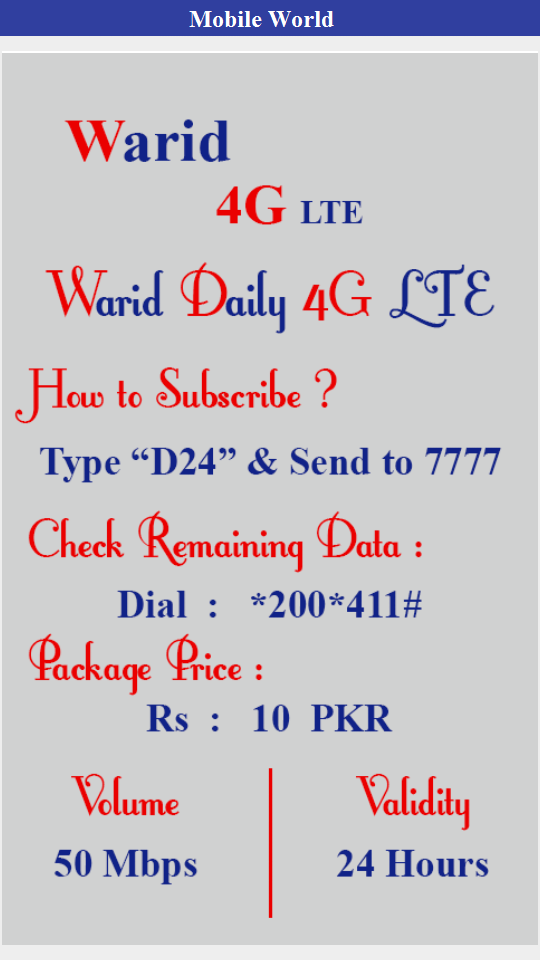 Mobile World
Warid
4G LTE
Warid Daily 4G LTE
How to Subscribe ?
Type “D24” & Send to 7777
Check Remaining Data :
Dial : *200*411#
Package Price :
Rs : 10 PKR
Volume Validity
50 Mbps 24 Hours